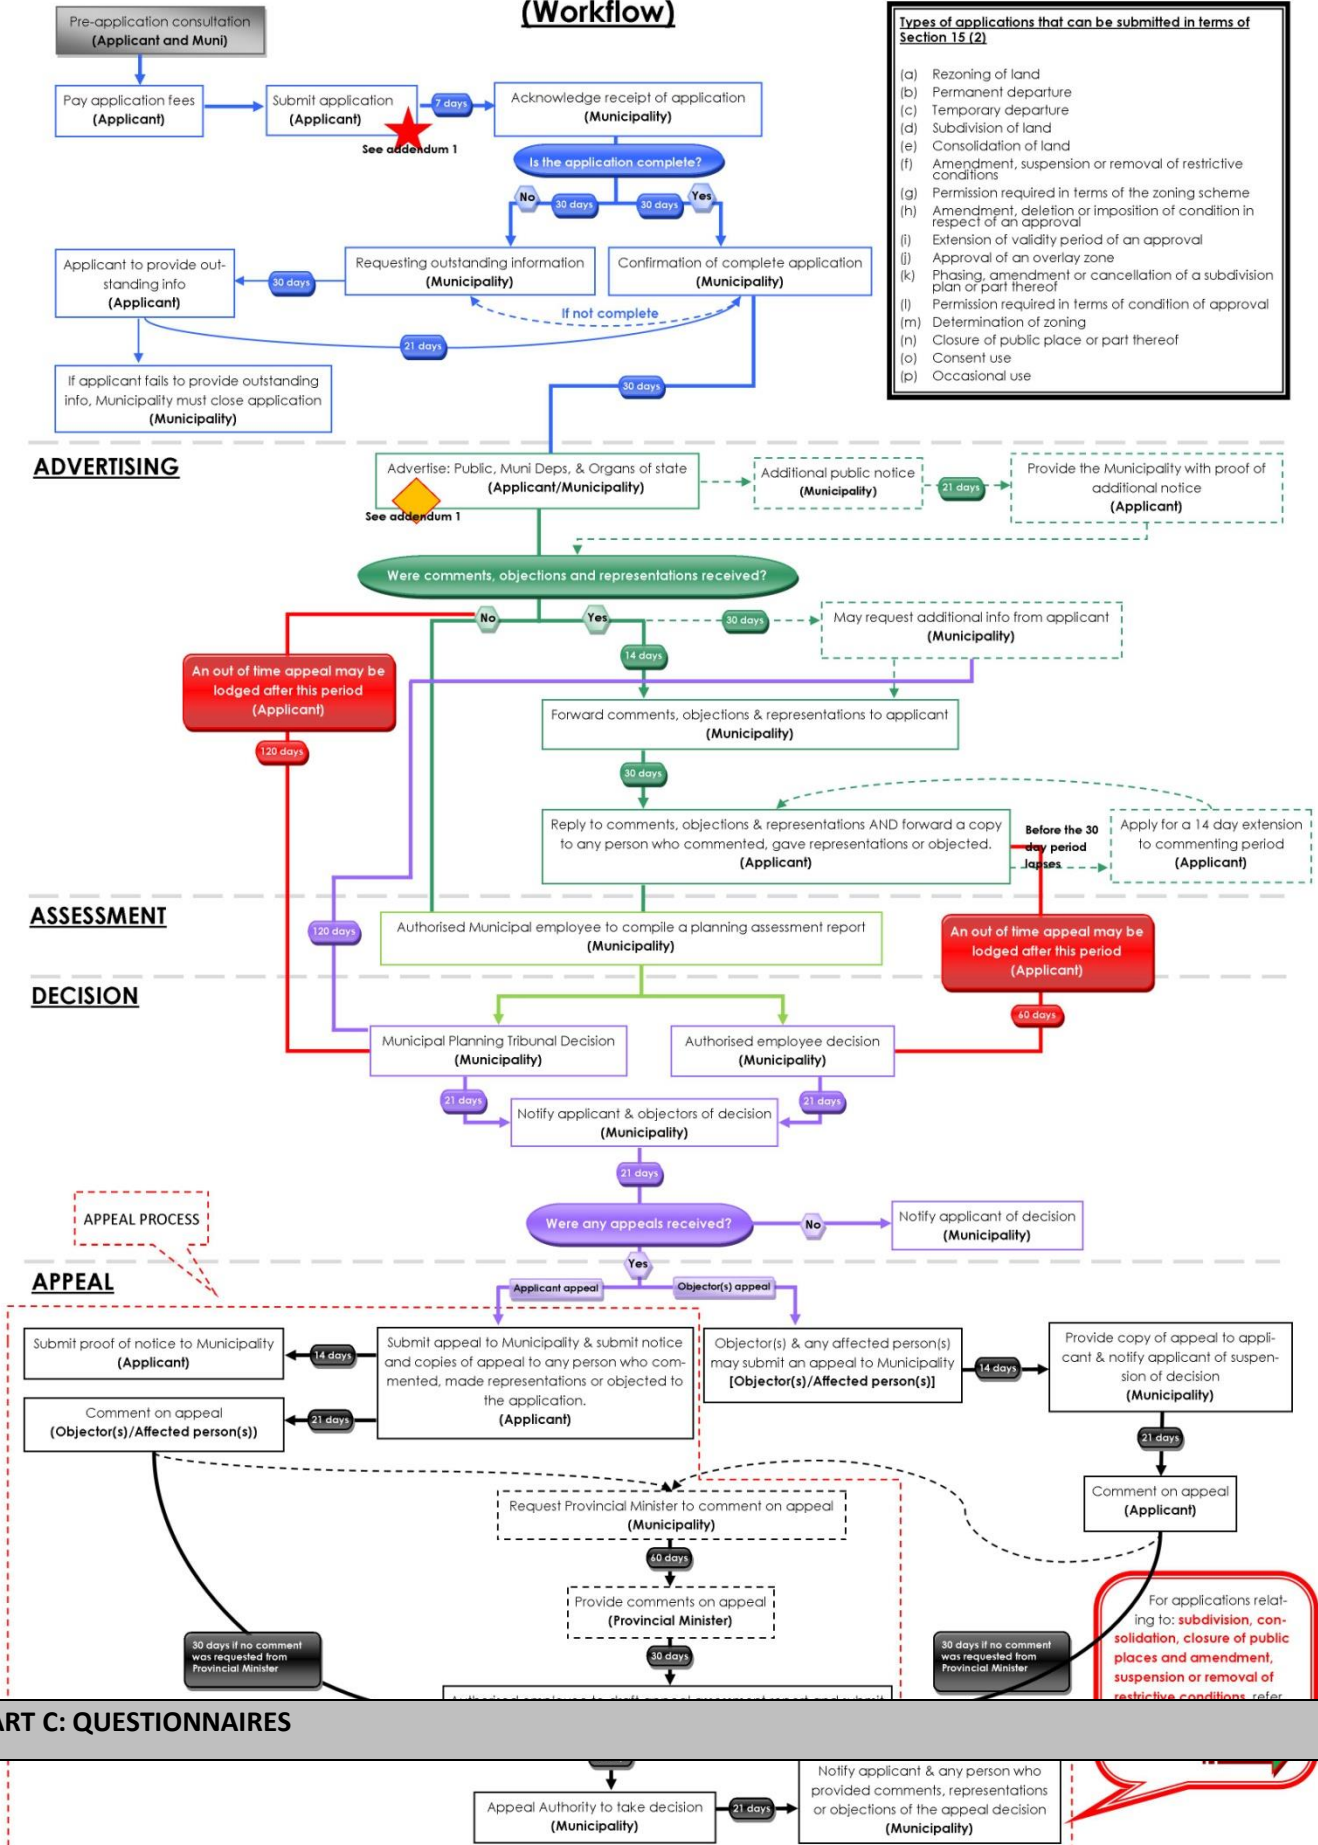 (Workflow)
Pre-application consultation
(Applicant and Muni)
Pay application fees
(Applicant)
Submit application
(Applicant)
See addendum 1
7 days
Acknowledge receipt of application
(Municipality)
Is the application complete?
No
30 days
30 days
Yes
Requesting outstanding information
(Municipality)
Confirmation of complete application
(Municipality)
If not complete
30 days
Applicant to provide out-
standing info
(Applicant)
21 days
If applicant fails to provide outstanding
info, Municipality must close application
(Municipality)
30 days
Types of applications that can be submitted in terms of
Section 15 (2)
(a) Rezoning of land
(b) Permanent departure
(c) Temporary departure
(d) Subdivision of land
(e) Consolidation of land
(f) Amendment, suspension or removal of restrictive
conditions
(g) Permission required in terms of the zoning scheme
(h) Amendment, deletion or imposition of condition in
respect of an approval
(i) Extension of validity period of an approval
(j) Approval of an overlay zone
(k) Phasing, amendment or cancellation of a subdivision
plan or part thereof
(l) Permission required in terms of condition of approval
(m) Determination of zoning
(n) Closure of public place or part thereof
(o) Consent use
(p) Occasional use
ADVERTISING
Advertise: Public, Muni Deps, & Organs of state
(Applicant/Municipality)
See addendum 1
Additional public notice
(Municipality)
21 days
Provide the Municipality with proof of
additional notice
(Applicant)
Were comments, objections and representations received?
No
Yes
30 days
May request additional info from applicant
(Municipality)
14 days
An out of time appeal may be
lodged after this period
(Applicant)
120 days
Forward comments, objections & representations to applicant
(Municipality)
30 days
Reply to comments, objections & representations AND forward a copy
to any person who commented, gave representations or objected.
(Applicant)
Before the 30
day period
lapses
Apply for a 14 day extension
to commenting period
(Applicant)
ASSESSMENT
120 days
Authorised Municipal employee to compile a planning assessment report
(Municipality)
An out of time appeal may be
lodged after this period
(Applicant)
60 days
DECISION
Municipal Planning Tribunal Decision
(Municipality)
Authorised employee decision
(Municipality)
21 days
21 days
Notify applicant & objectors of decision
(Municipality)
21 days
Were any appeals received?
No
Notify applicant of decision
(Municipality)
Yes
APPEAL PROCESS
APPEAL
Applicant appeal
Objector(s) appeal
Submit proof of notice to Municipality
(Applicant)
14 days
Submit appeal to Municipality & submit notice
and copies of appeal to any person who com-
mented, made representations or objected to
the application.
(Applicant)
Objector(s) & any affected person(s)
may submit an appeal to Municipality
[Objector(s)/Affected person(s)]
14 days
Provide copy of appeal to appli-
cant & notify applicant of suspen-
sion of decision
(Municipality)
Comment on appeal
(Objector(s)/Affected person(s))
21 days
21 days
Comment on appeal
(Applicant)
Request Provincial Minister to comment on appeal
(Municipality)
60 days
Provide comments on appeal
(Provincial Minister)
30 days
30 days if no comment
was requested from
Provincial Minister
30 days if no comment
was requested from
Provincial Minister
For applications relat-
ing to: subdivision, con-
solidation, closure of public
places and amendment,
suspension or removal of
restrictive conditions, refer
Authorised employee to draft appeal assessment report and submit
ART C: QUESTIONNAIRES
Appeal Authority to take decision
(Municipality)
21 days
Notify applicant & any person who
provided comments, representations
or objections of the appeal decision
(Municipality)